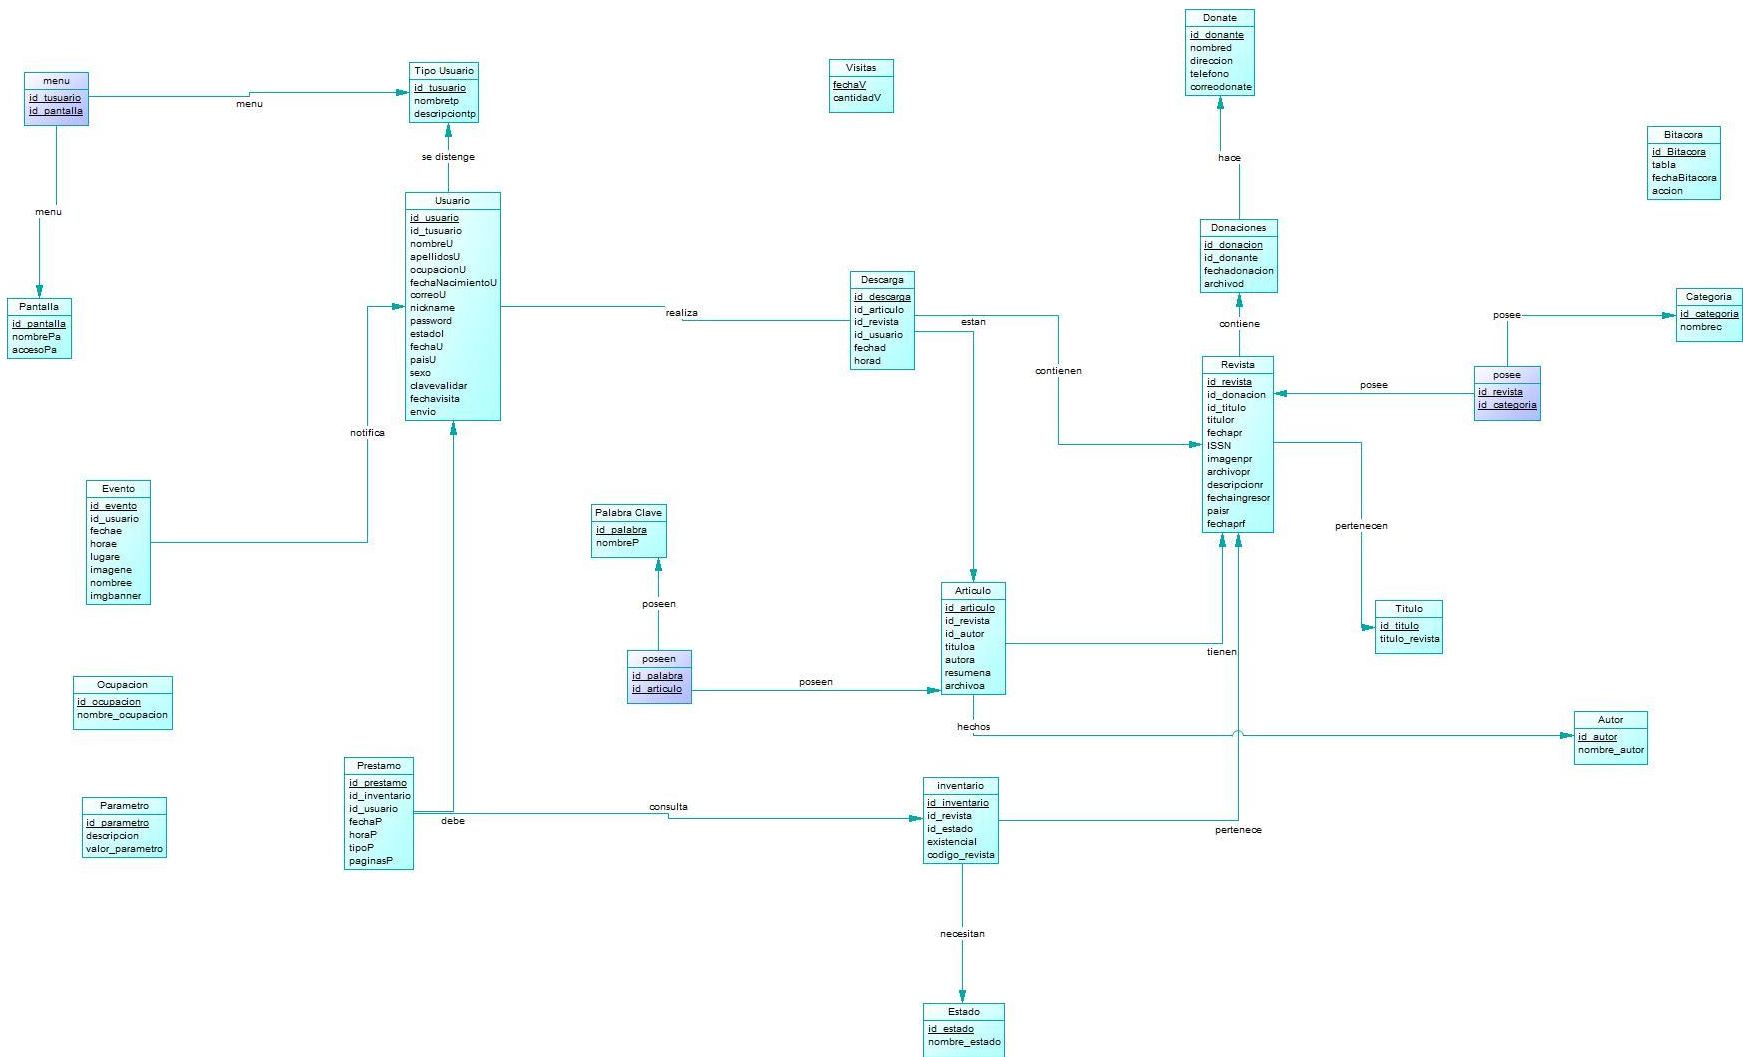 Donate
id_donante
nombred
direccion
telefono
correodonate
menu
id_tusuario
id_pantalla
menu
Tipo Usuario
id_tusuario
nombretp
descripciontp
Visitas
fechaV
cantidadV
Bitacora
id_Bitacora
tabla
fechaBitacora
accion
se distenge
hace
menu
Usuario
id_usuario
id_tusuario
nombreU
apellidosU
ocupacionU
fechaNacimientoU
correoU
nickname
password
estadoI
fechaU
paisU
sexo
clavevalidar
fechavisita
envio
Donaciones
id_donacion
id_donante
fechadonacion
archivod
Pantalla
id_pantalla
nombrePa
accesoPa
realiza
Descarga
id_descarga
id_articulo
id_revista
id_usuario
fechad
horad
estan
contienen
contiene
posee
Categoria
id_categoria
nombrec
Revista
id_revista
id_donacion
id_titulo
titulor
fechapr
ISSN
imagenpr
archivopr
descripcionr
fechaingresor
paisr
fechaprf
posee
posee
id_revista
id_categoria
notifica
Evento
id_evento
id_usuario
fechae
horae
lugare
imagene
nombree
imgbanner
Palabra Clave
id_palabra
nombreP
pertenecen
poseen
Articulo
id_articulo
id_revista
id_autor
tituloa
autora
resumena
archivoa
Titulo
id_titulo
titulo_revista
poseen
id_palabra
id_articulo
poseen
tienen
Ocupacion
id_ocupacion
nombre_ocupacion
hechos
Autor
id_autor
nombre_autor
Prestamo
id_prestamo
id_inventario
id_usuario
fechaP
horaP
tipoP
paginasP
Parametro
id_parametro
descripcion
valor_parametro
debe
consulta
inventario
id_inventario
id_revista
id_estado
existencial
codigo_revista
pertenece
necesitan
Estado
id_estado
nombre_estado